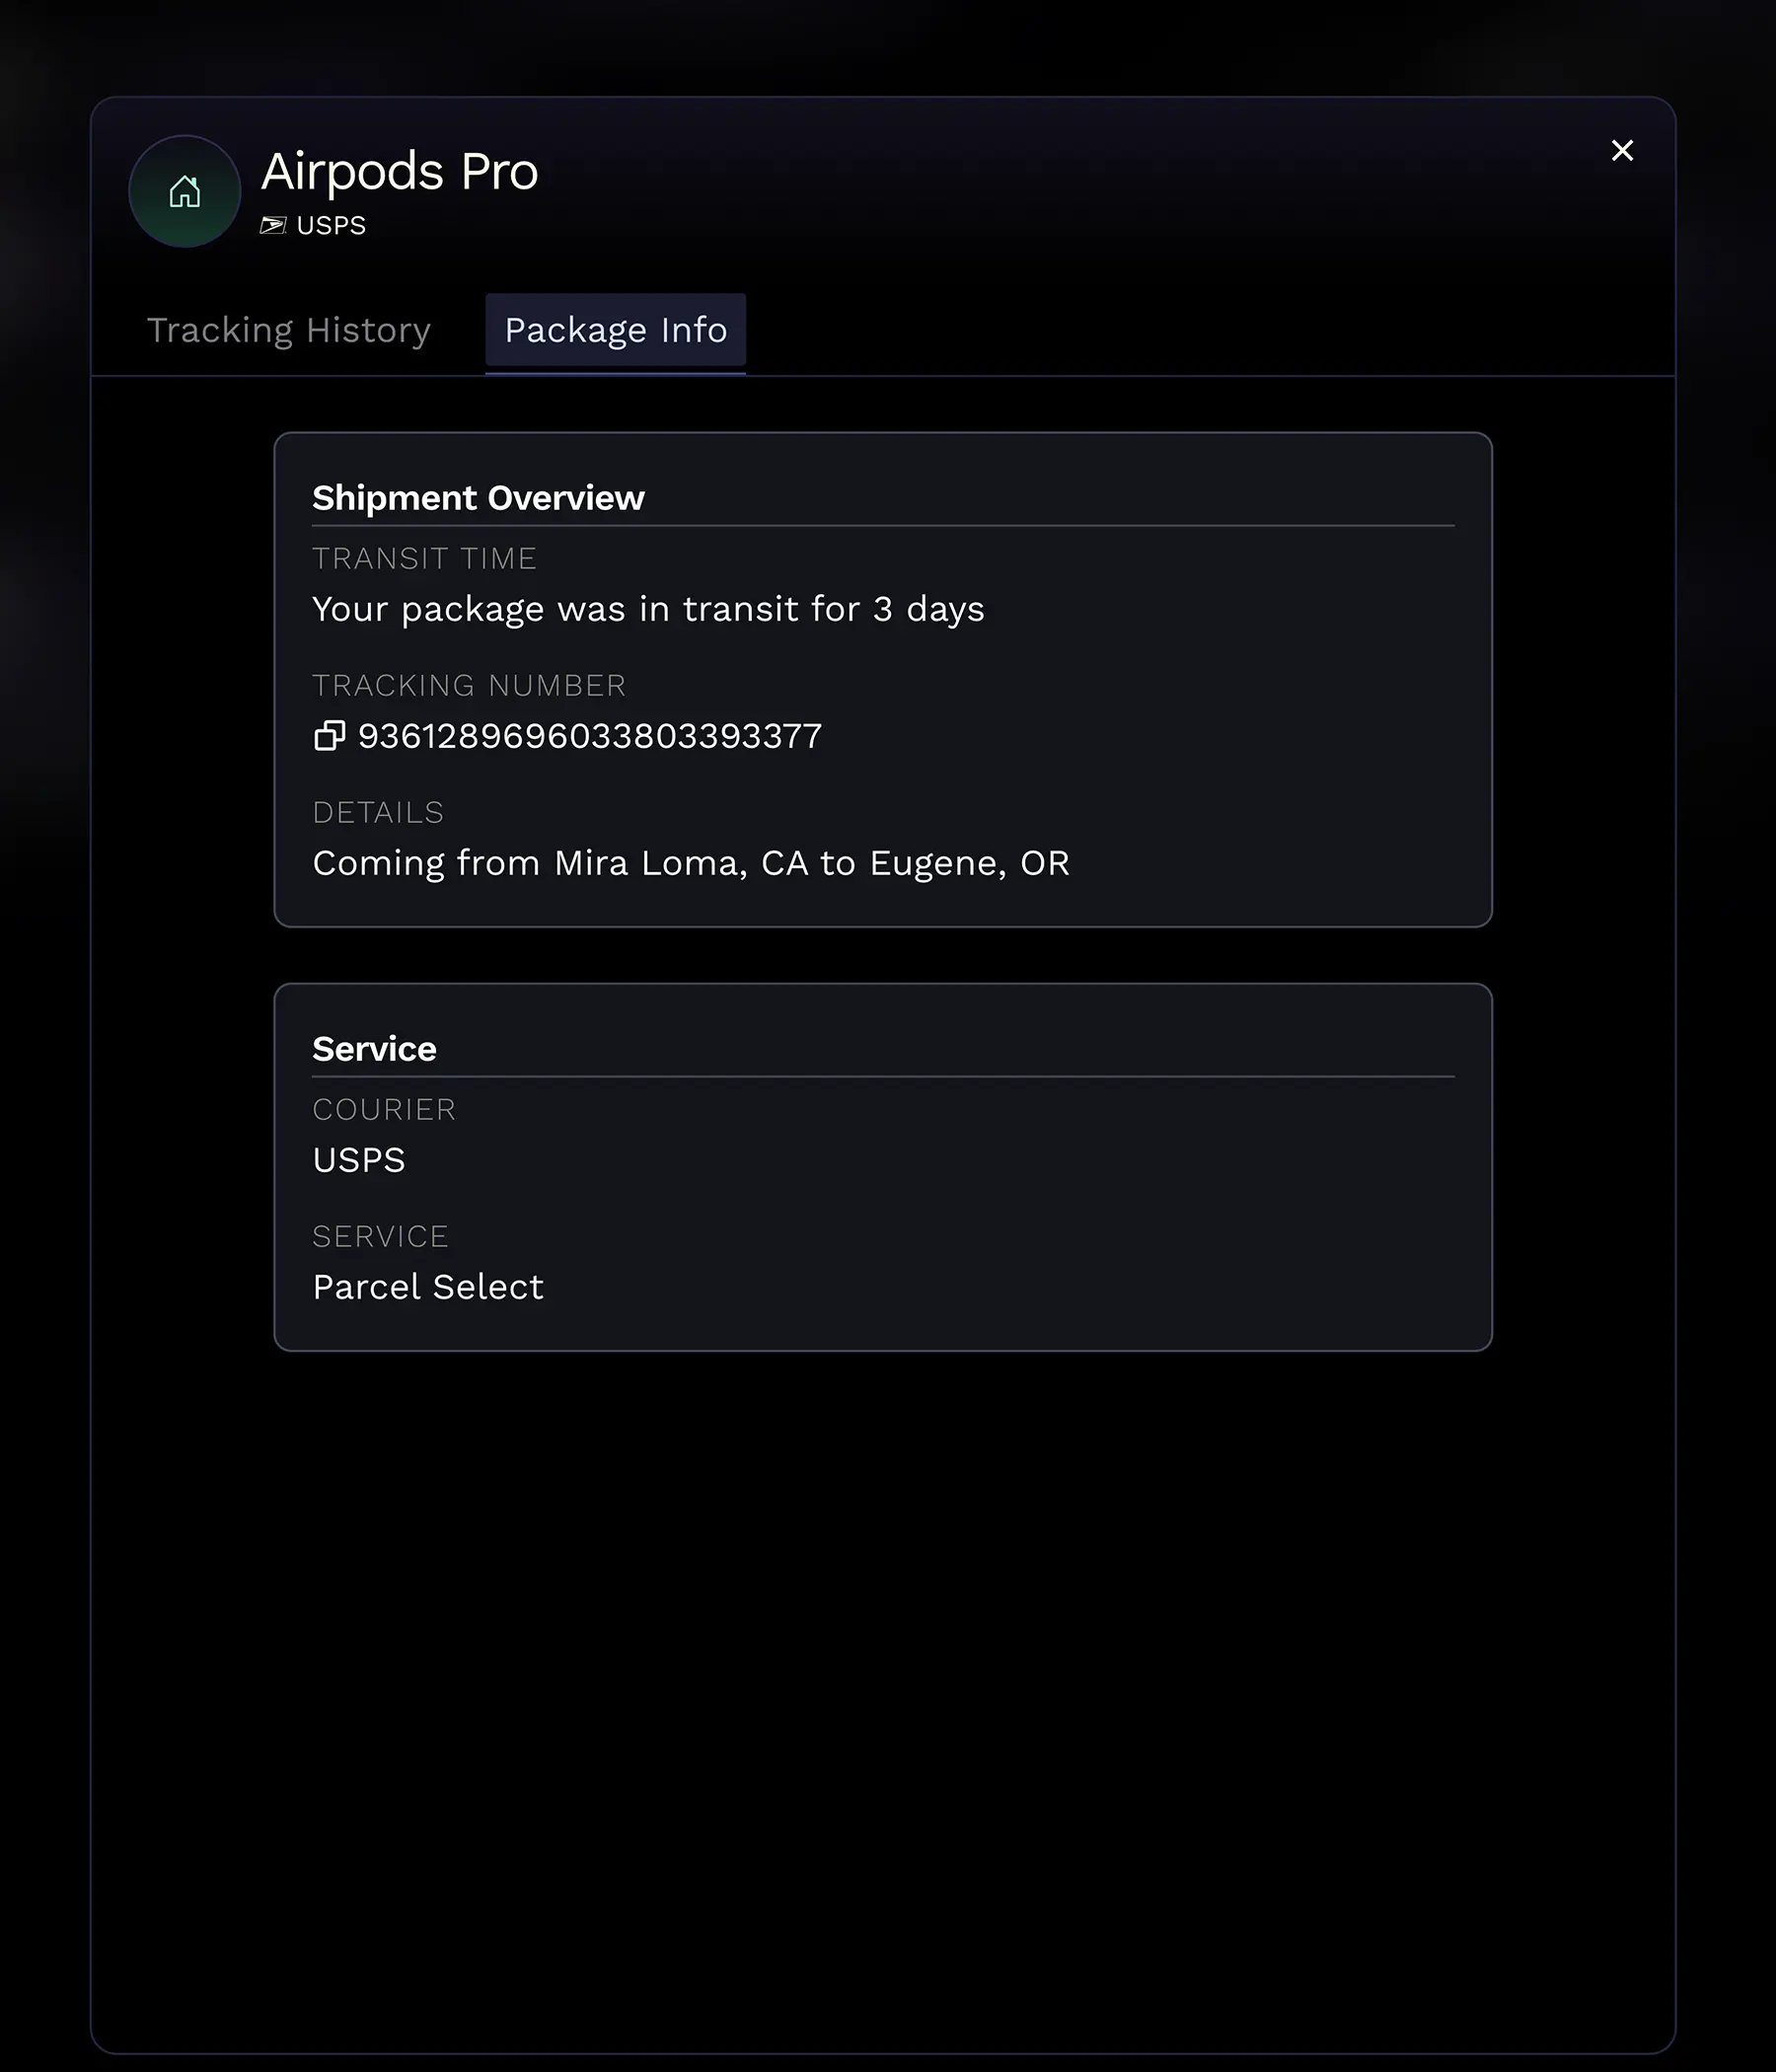 Airpods Pro
USPS
Tracking History
Package Info
Shipment Overview
TRANSIT TIME
Your package was in transit for 3 days
TRACKING NUMBER
9361289696033803393377
DETAILS
Coming from Mira Loma, CA to Eugene, OR
Service
COURIER
USPS
SERVICE
Parcel Select